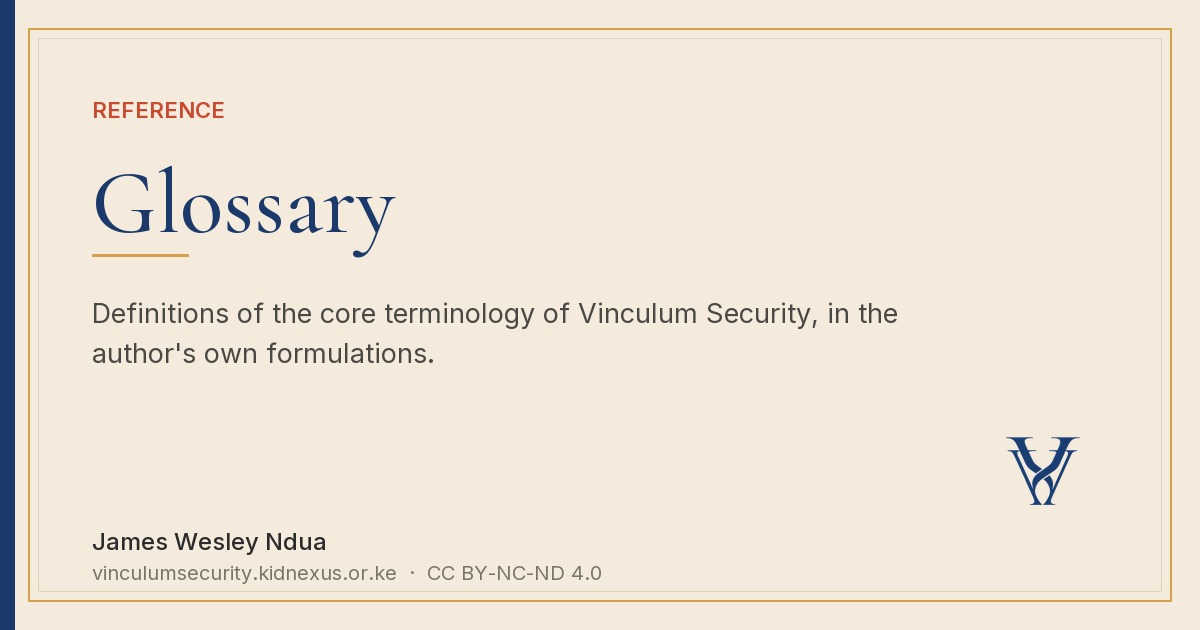 REFERENCE
Glossary
Definitions of the core terminology of Vinculum Security, in the
author's own formulations.
James Wesley Ndua
vinculumsecurity.kidnexus.or.ke · CC BY-NC-ND 4.0